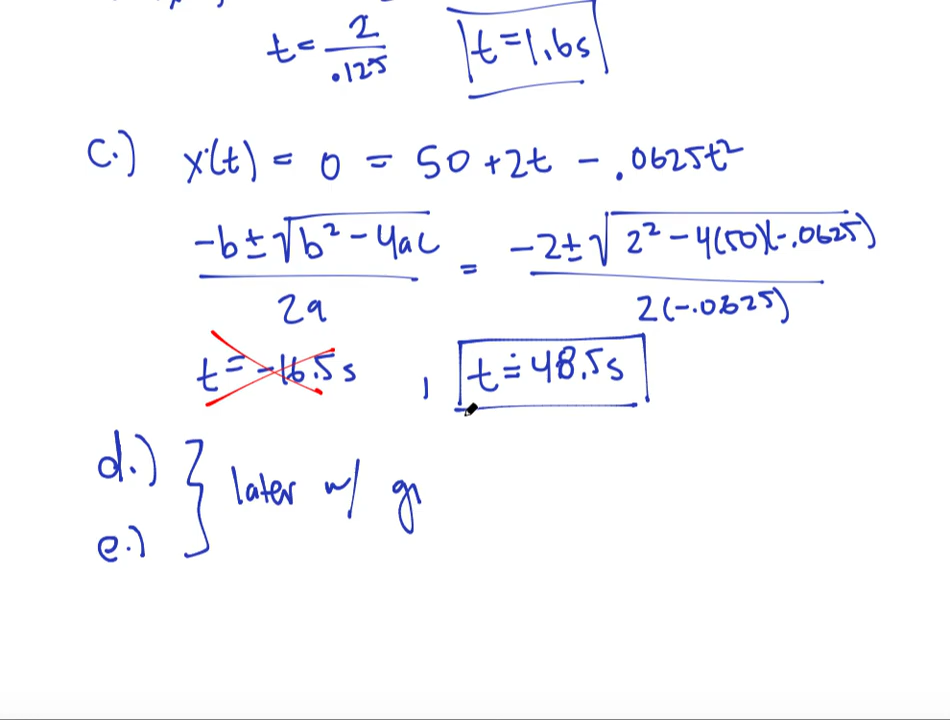 t = 2/.125 t = 1.6s
c.) x(t) = 0 = 50 + 2t - .0625t²
-b ± √b² - 4ac / 2a = -2 ± √2² - 4(50)(-.0625) / 2(-.0625)
t = -16.5 s , t ≐ 48.5s
d.) } later w/ gr
e.)